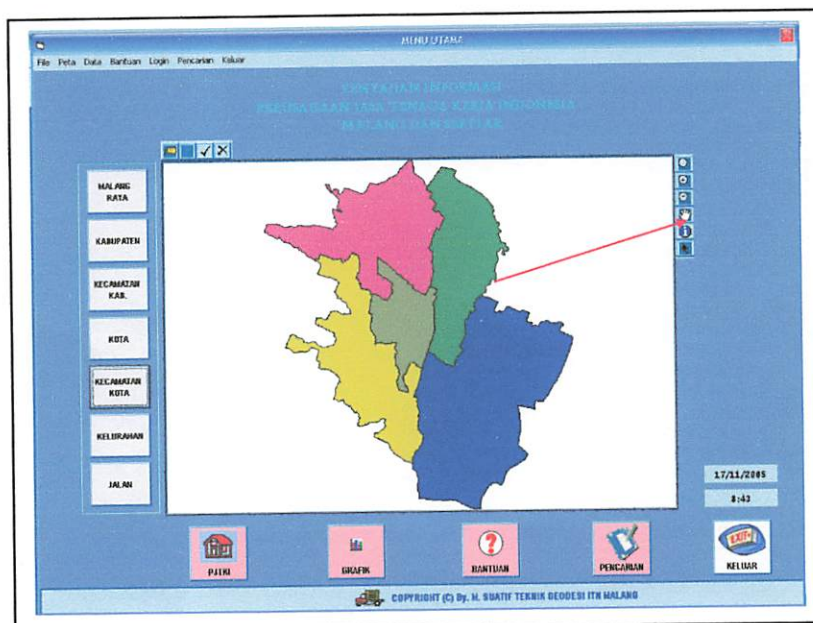 MENU UTAMA
File Peta Data Bantuan Login Pencarian Keluar
PENYAJIAN INFORMASI
PERUSAHAAN JASA TENAGA KERJA INDONESIA
MALANG DAN SEKITAR
MALANG
RAYA
KABUPATEN
KECAMATAN
KAB.
KOTA
KECAMATAN
KOTA
KELURAHAN
JALAN
17/11/2005
8:43
PJTKI
GRAFIK
BANTUAN
PENCARIAN
EXIT
KELUAR
COPYRIGHT (C) By. M. SUATIF TEKNIK GEODESI ITN MALANG